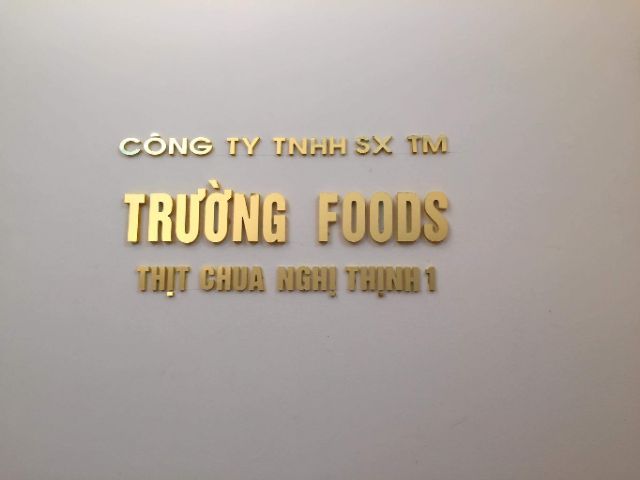 CÔNG TY TNHH SX TM
TRƯỜNG FOODS
THỊT CHUA NGHỊ THỊNH 1